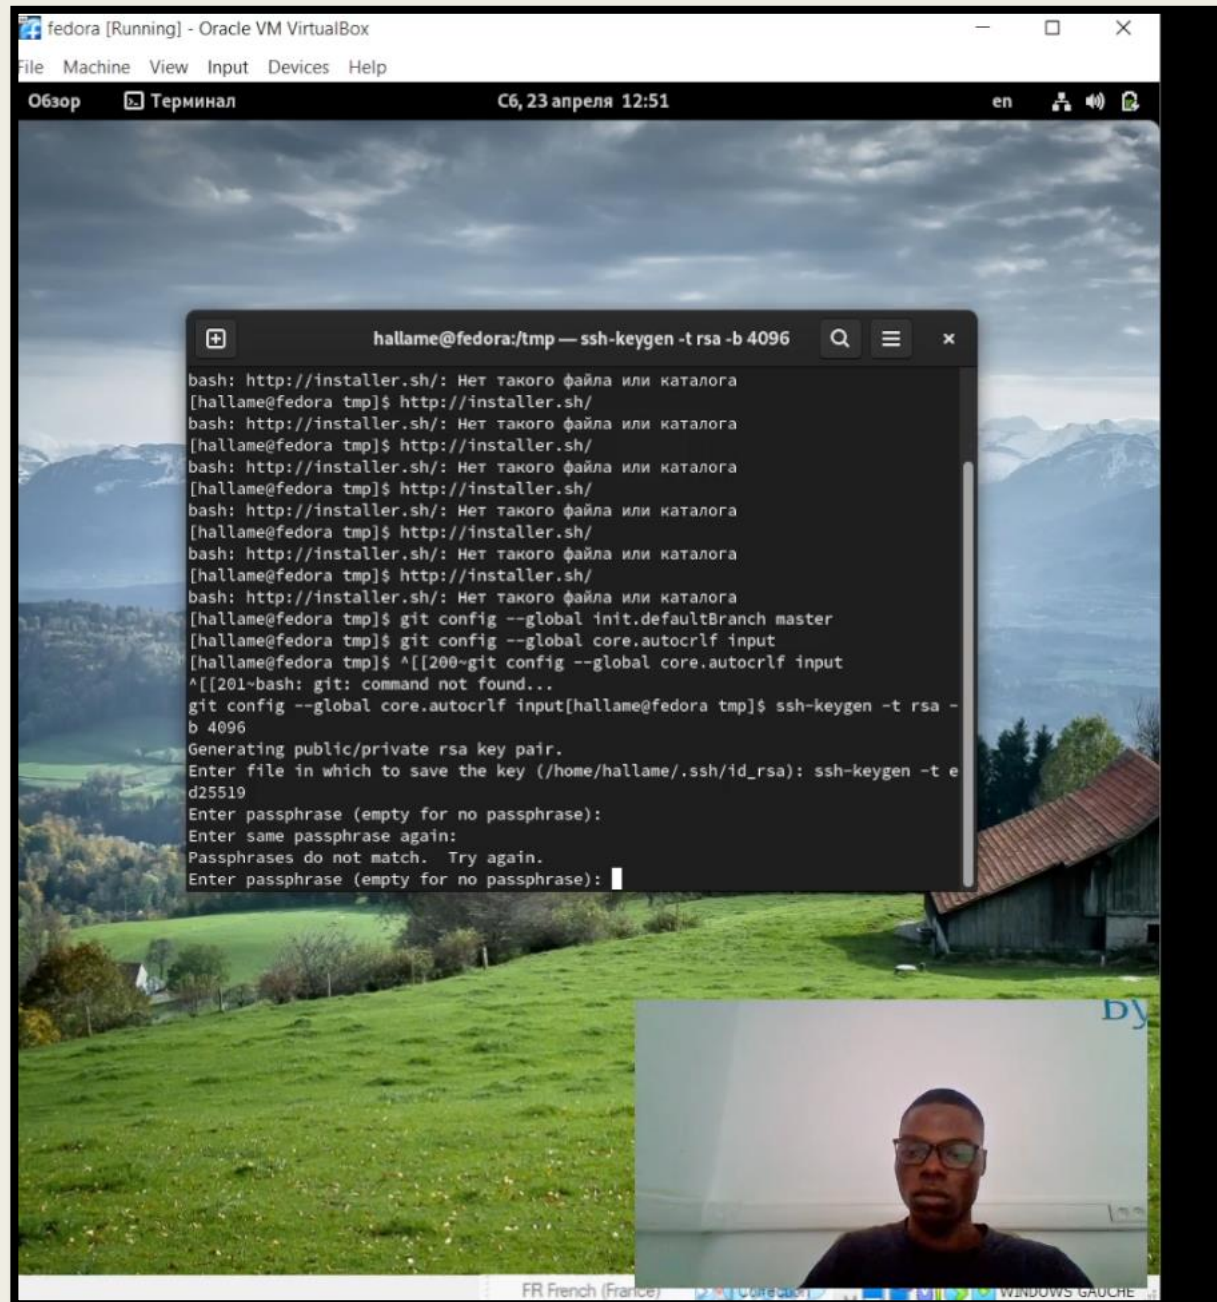 fedora [Running] - Oracle VM VirtualBox
File Machine View Input Devices Help
Обзор Терминал Сб, 23 апреля 12:51 en
hallame@fedora:/tmp — ssh-keygen -t rsa -b 4096
bash: http://installer.sh/: Нет такого файла или каталога
[hallame@fedora tmp]$ http://installer.sh/
bash: http://installer.sh/: Нет такого файла или каталога
[hallame@fedora tmp]$ http://installer.sh/
bash: http://installer.sh/: Нет такого файла или каталога
[hallame@fedora tmp]$ http://installer.sh/
bash: http://installer.sh/: Нет такого файла или каталога
[hallame@fedora tmp]$ http://installer.sh/
bash: http://installer.sh/: Нет такого файла или каталога
[hallame@fedora tmp]$ http://installer.sh/
bash: http://installer.sh/: Нет такого файла или каталога
[hallame@fedora tmp]$ git config --global init.defaultBranch master
[hallame@fedora tmp]$ git config --global core.autocrlf input
[hallame@fedora tmp]$ ^[[200~git config --global core.autocrlf input
^[[201~bash: git: command not found...
git config --global core.autocrlf input[hallame@fedora tmp]$ ssh-keygen -t rsa -
b 4096
Generating public/private rsa key pair.
Enter file in which to save the key (/home/hallame/.ssh/id_rsa): ssh-keygen -t e
d25519
Enter passphrase (empty for no passphrase):
Enter same passphrase again:
Passphrases do not match.  Try again.
Enter passphrase (empty for no passphrase):
FR French (France) WINDOWS GAUCHE